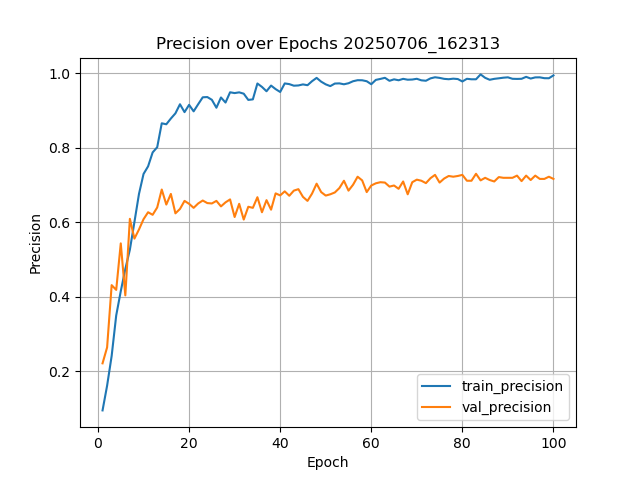 Precision over Epochs 20250706_162313
1.0
0.8
0.6
0.4
0.2
Precision
0 20 40 60 80 100
Epoch
train_precision
val_precision